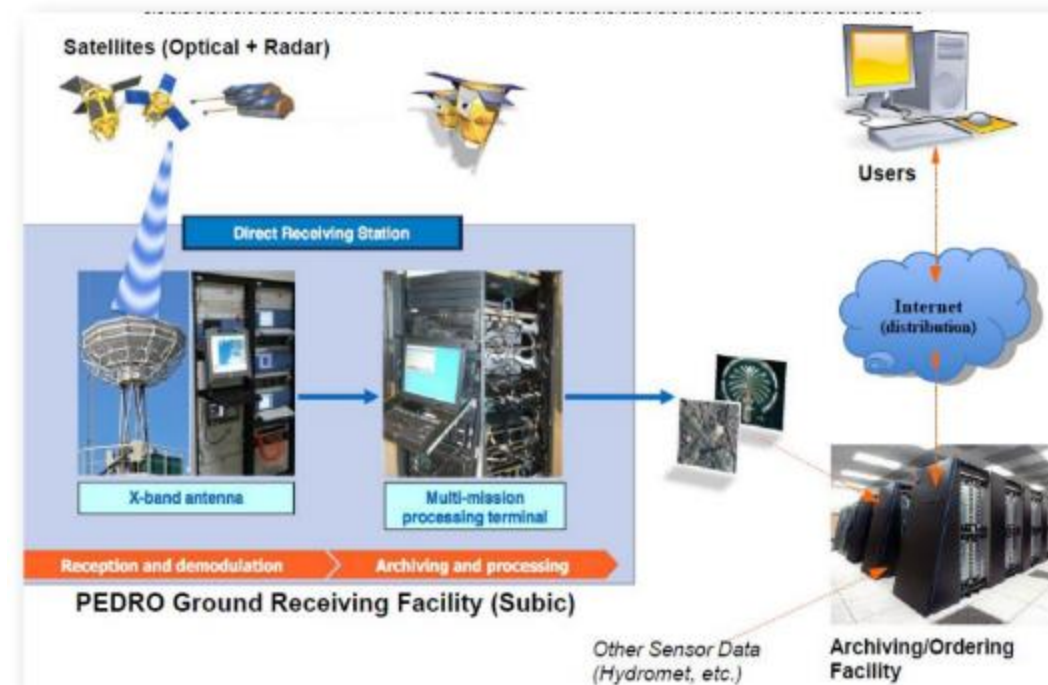 Satellites (Optical + Radar)
Users
Direct Receiving Station
Internet
(distribution)
X-band antenna
Multi-mission
processing terminal
Reception and demodulation
Archiving and processing
PEDRO Ground Receiving Facility (Subic)
Other Sensor Data
(Hydromet, etc.)
Archiving/Ordering
Facility